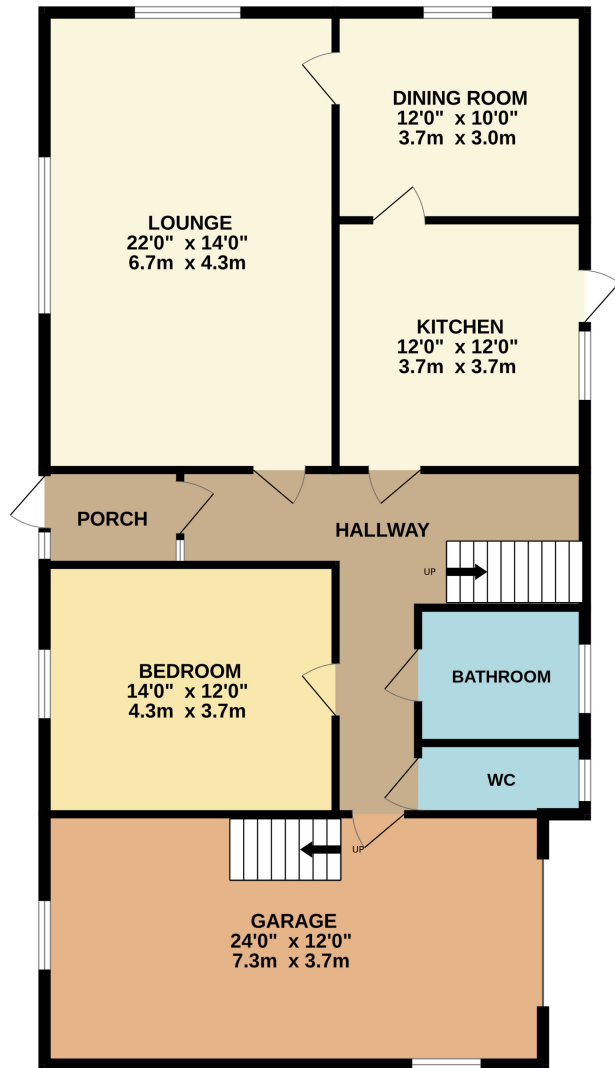 DINING ROOM
12'0" x 10'0"
3.7m x 3.0m
LOUNGE
22'0" x 14'0"
6.7m x 4.3m
KITCHEN
12'0" x 12'0"
3.7m x 3.7m
PORCH
HALLWAY
UP
BEDROOM
14'0" x 12'0"
4.3m x 3.7m
BATHROOM
WC
UP
GARAGE
24'0" x 12'0"
7.3m x 3.7m